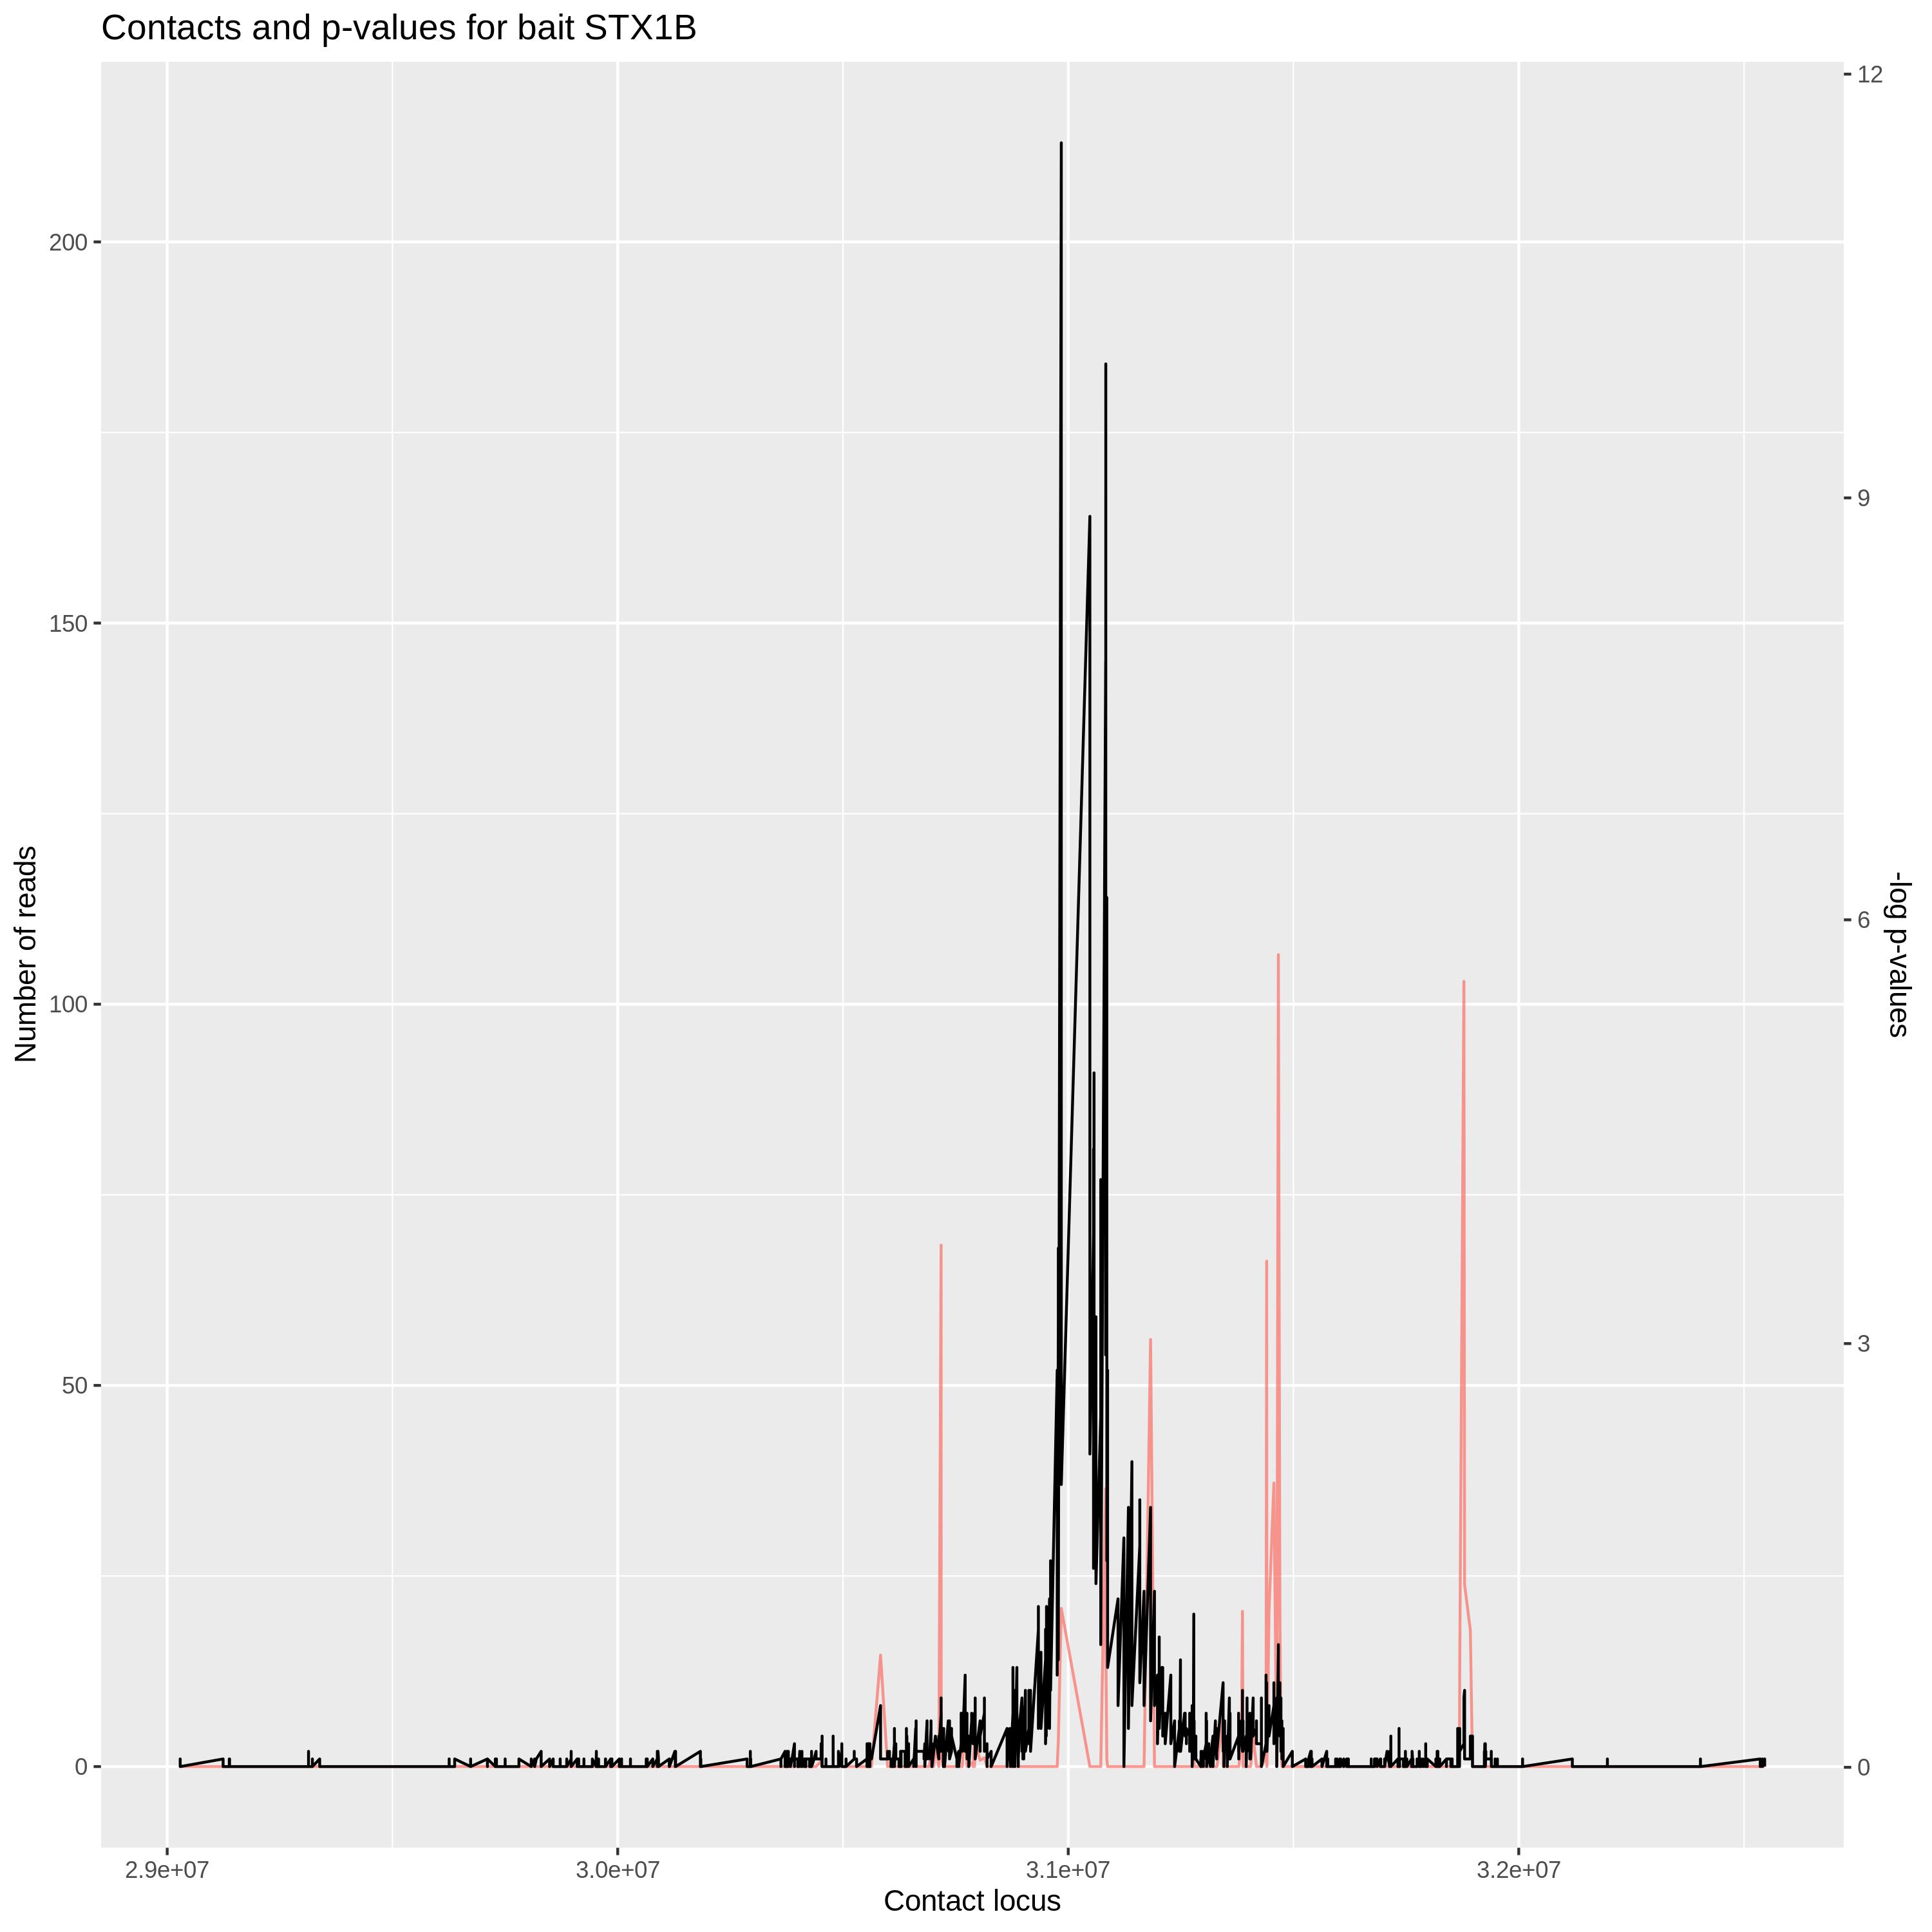 Contacts and p-values for bait STX1B
12
200
9
150
Number of reads
-log p-values
6
100
3
50
0
0
2.9e+07
3.0e+07
3.1e+07
3.2e+07
Contact locus